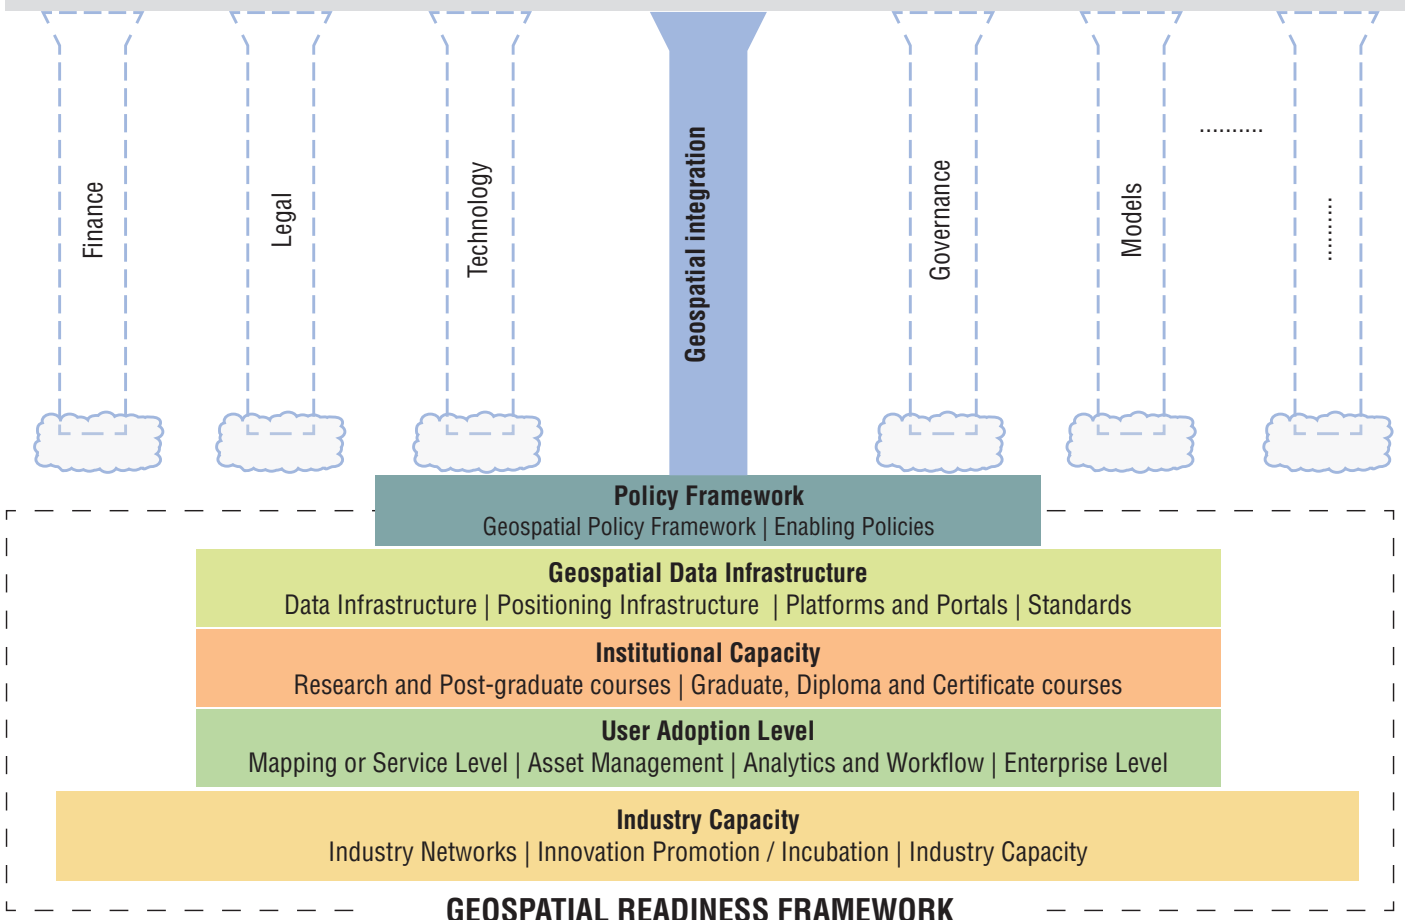 Finance
Legal
Technology
Geospatial integration
Governance
Models
..........
..........
Policy Framework
Geospatial Policy Framework | Enabling Policies
Geospatial Data Infrastructure
Data Infrastructure | Positioning Infrastructure | Platforms and Portals | Standards
Institutional Capacity
Research and Post-graduate courses | Graduate, Diploma and Certificate courses
User Adoption Level
Mapping or Service Level | Asset Management | Analytics and Workflow | Enterprise Level
Industry Capacity
Industry Networks | Innovation Promotion / Incubation | Industry Capacity
GEOSPATIAL READINESS FRAMEWORK